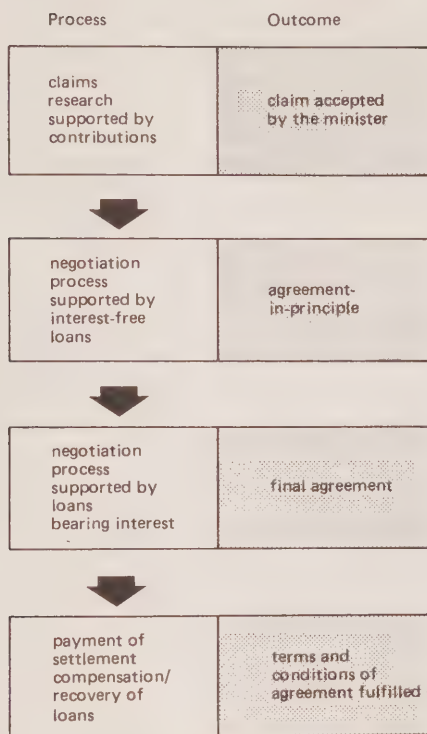 Process
Outcome
claims
research
supported by
contributions
claim accepted
by the minister
negotiation
process
supported by
interest-free
loans
agreement-
in-principle
negotiation
process
supported by
loans
bearing interest
final agreement
payment of
settlement
compensation/
recovery of
loans
terms and
conditions of
agreement fulfilled